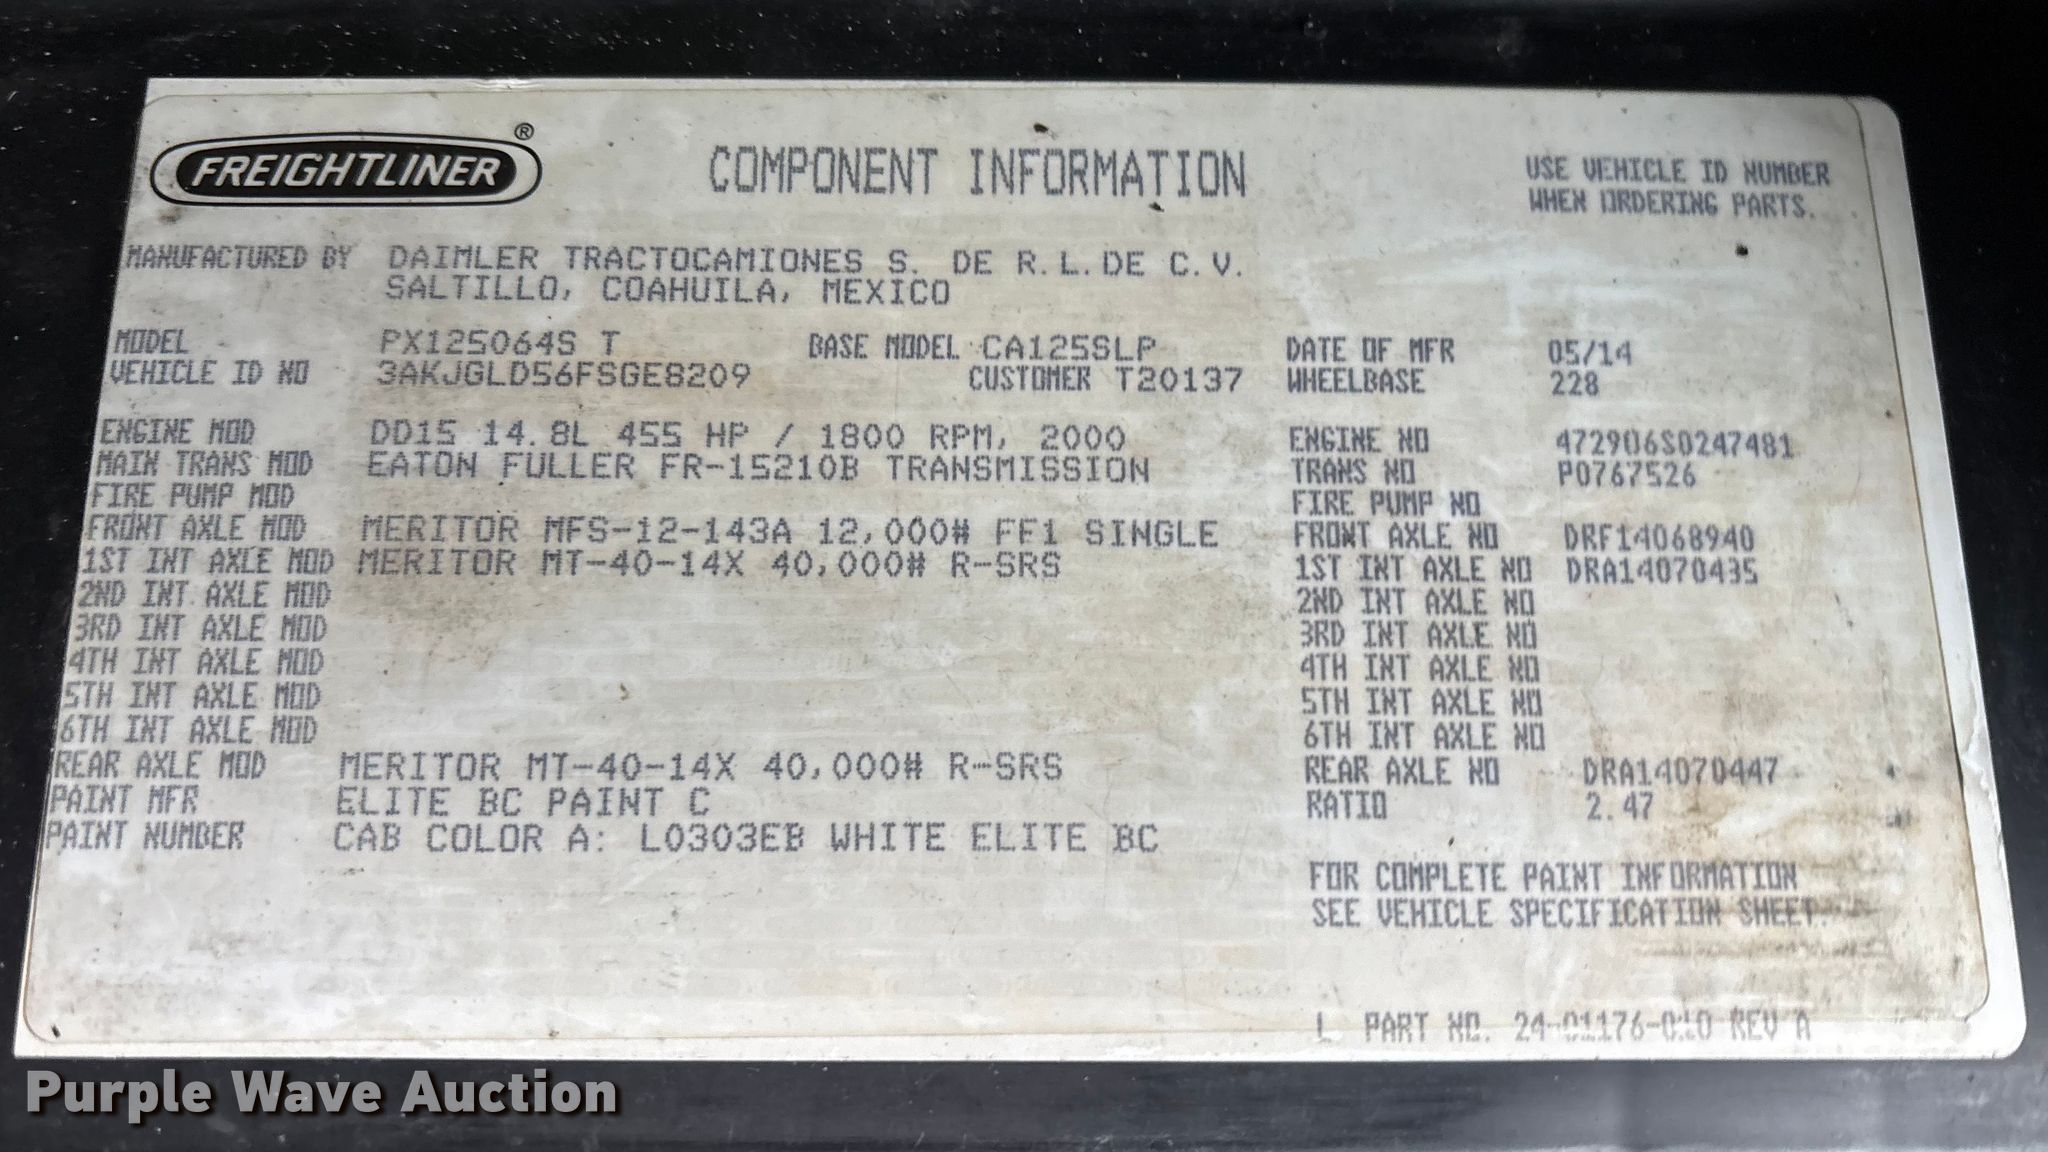 FREIGHTLINER®
COMPONENT INFORMATION
USE VEHICLE ID NUMBER
WHEN ORDERING PARTS.
MANUFACTURED BY DAIMLER TRACTOCAMIONES S. DE R.L.DE C.V.
SALTILLO, COAHUILA, MEXICO
MODEL PX125064S T BASE MODEL CA125SLP DATE OF MFR 05/14
VEHICLE ID NO 3AKJGLD56FSGE8209 CUSTOMER T20137 WHEELBASE 228
ENGINE MOD DD15 14.8L 455 HP / 1800 RPM, 2000 ENGINE NO 472906S0247481
MAIN TRANS MOD EATON FULLER FR-15210B TRANSMISSION TRANS NO P0767526
FIRE PUMP MOD FIRE PUMP NO
FRONT AXLE MOD MERITOR MFS-12-143A 12,000# FF1 SINGLE FRONT AXLE NO DRF14068940
1ST INT AXLE MOD MERITOR MT-40-14X 40,000# R-SRS 1ST INT AXLE NO DRA14070435
2ND INT AXLE MOD 2ND INT AXLE NO
3RD INT AXLE MOD 3RD INT AXLE NO
4TH INT AXLE MOD 4TH INT AXLE NO
5TH INT AXLE MOD 5TH INT AXLE NO
6TH INT AXLE MOD 6TH INT AXLE NO
REAR AXLE MOD MERITOR MT-40-14X 40,000# R-SRS REAR AXLE NO DRA14070447
PAINT MFR ELITE BC PAINT C RATIO 2.47
PAINT NUMBER CAB COLOR A: L0303EB WHITE ELITE BC
FOR COMPLETE PAINT INFORMATION
SEE VEHICLE SPECIFICATION SHEET.
L PART NO. 24-01176-010 REV A
Purple Wave Auction